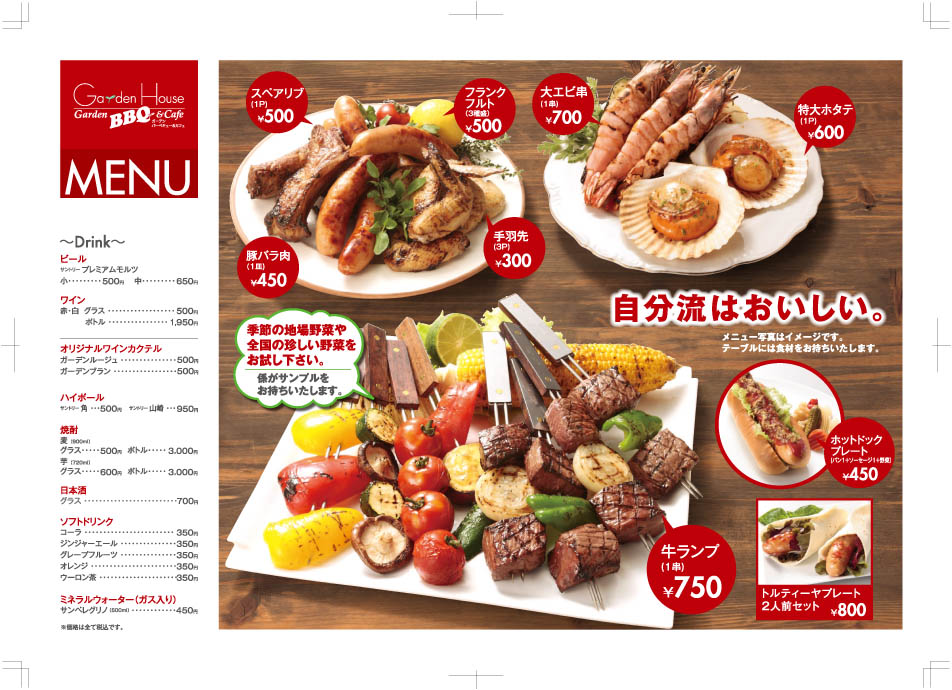 Garden House
Garden BBQ & Cafe
ガーデン
バーベキュー&カフェ
MENU
～Drink～
ビール
サントリー プレミアムモルツ
小‥‥‥‥‥500円 中‥‥‥‥650円
ワイン
赤・白 グラス‥‥‥‥‥‥‥500円
ボトル‥‥‥‥‥‥‥1,950円
オリジナルワインカクテル
ガーデンルージュ‥‥‥‥‥‥500円
ガーデンブラン‥‥‥‥‥‥‥500円
ハイボール
サントリー 角‥‥500円 サントリー 山崎‥‥950円
焼酎
麦 (900ml)
グラス‥‥‥500円 ボトル‥‥3.000円
芋 (720ml)
グラス‥‥‥600円 ボトル‥‥3.000円
日本酒
グラス‥‥‥‥‥‥‥‥‥‥700円
ソフトドリンク
コーラ‥‥‥‥‥‥‥‥‥‥350円
ジンジャーエール‥‥‥‥‥‥350円
グレープフルーツ‥‥‥‥‥‥350円
オレンジ‥‥‥‥‥‥‥‥‥350円
ウーロン茶‥‥‥‥‥‥‥‥350円
ミネラルウォーター(ガス入り)
サンペレグリノ (500ml)‥‥‥‥450円
※価格は全て税込です。
スペアリブ
(1P)
¥500
フランク
フルト
(3種盛)
¥500
大エビ串
(1串)
¥700
特大ホタテ
(1P)
¥600
豚バラ肉
(1皿)
¥450
手羽先
(3P)
¥300
自分流はおいしい。
メニュー写真はイメージです。
テーブルには食材をお持ちいたします。
季節の地場野菜や
全国の珍しい野菜を
お試し下さい。
係がサンプルを
お持ちいたします。
ホットドック
プレート
(パン1+ソーセージ1+野菜)
¥450
牛ランプ
(1串)
¥750
トルティーヤプレート
2人前セット ¥800